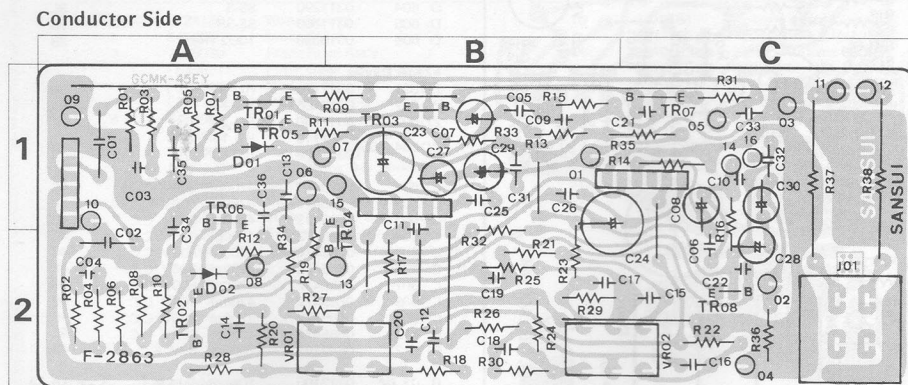 Conductor Side
A B C
GCMK-45EY
09 R01 R03 R05 R07 B TR01 E R09 B E C05 R15 B E TR07 R31 11 12
B E TR05 R11 TR03 C23 C07 R33 C09 R13 C21 05 C33 03
1 C01 C35 D01 C13 07 C27 C29 R35 R14 14 16 C32
C03 C36 06 15 C31 01 C10 C30 R37 SANSUI R38 SANSUI
10 TR06 B E C34 TR04 E B C11 C25 C26 C08 R16
C02 R12 R34 R32 R21 C24 C06 C28 J01
C04 D02 08 R19 13 R17 R25 R23 C17 C22 02
2 R02 R04 R06 R08 R10 TR02 E B R27 C19 R29 C15 E B TR08
C14 R20 VR01 C20 C12 R26 R24 VR02 R22 R36
F-2863 R28 R18 C18 R30 C16 04